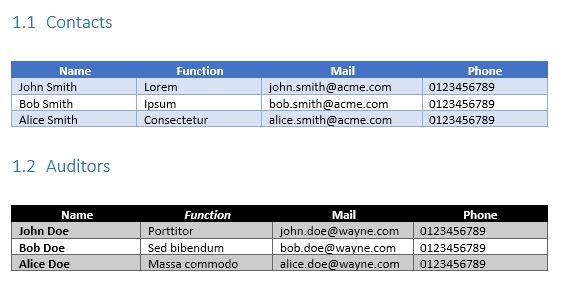 1.1 Contacts
Name Function Mail Phone
John Smith Lorem john.smith@acme.com 0123456789
Bob Smith Ipsum bob.smith@acme.com 0123456789
Alice Smith Consectetur alice.smith@acme.com 0123456789
1.2 Auditors
Name Function Mail Phone
John Doe Porttitor john.doe@wayne.com 0123456789
Bob Doe Sed bibendum bob.doe@wayne.com 0123456789
Alice Doe Massa commodo alice.doe@wayne.com 0123456789